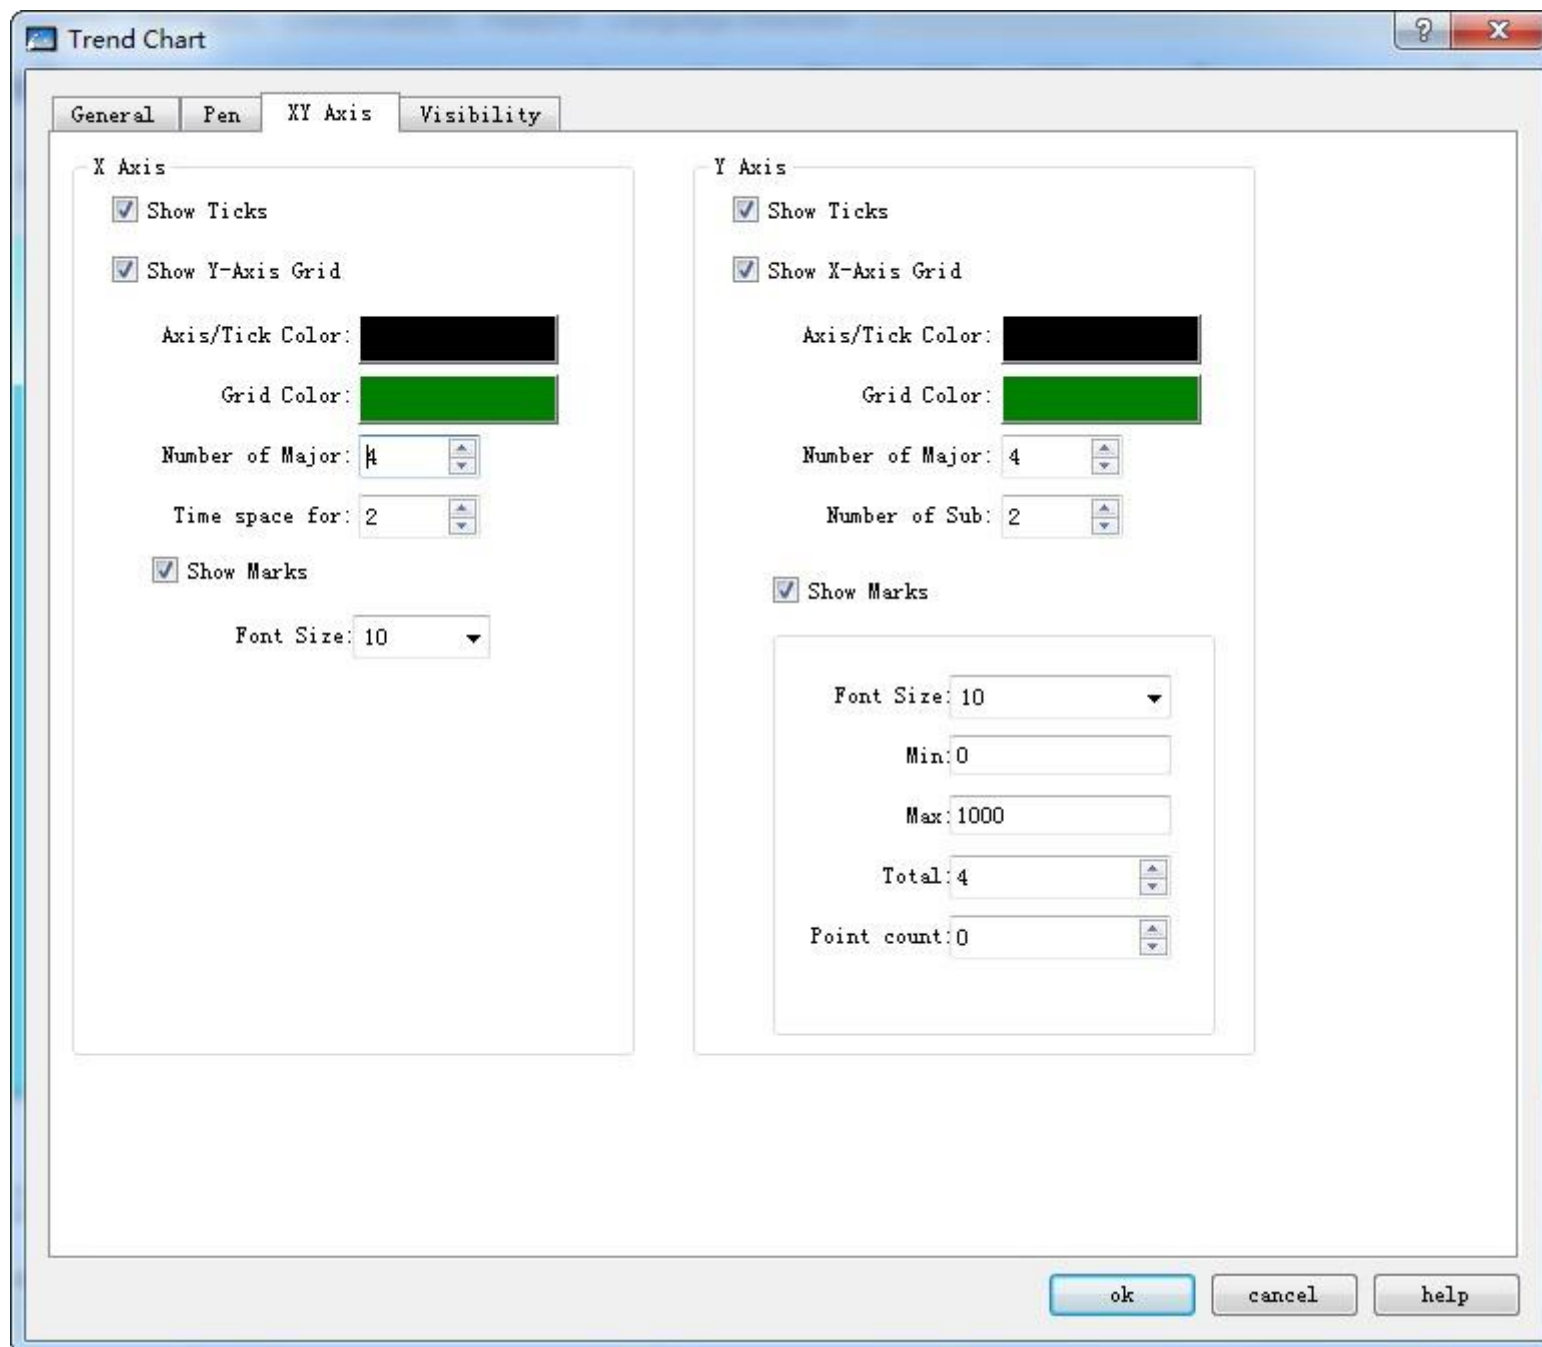 Trend Chart
?
General Pen XY Axis Visibility
X Axis
Show Ticks
Show Y-Axis Grid
Axis/Tick Color:
Grid Color:
Number of Major: 4
Time space for: 2
Show Marks
Font Size: 10
Y Axis
Show Ticks
Show X-Axis Grid
Axis/Tick Color:
Grid Color:
Number of Major: 4
Number of Sub: 2
Show Marks
Font Size: 10
Min: 0
Max: 1000
Total: 4
Point count: 0
ok cancel help